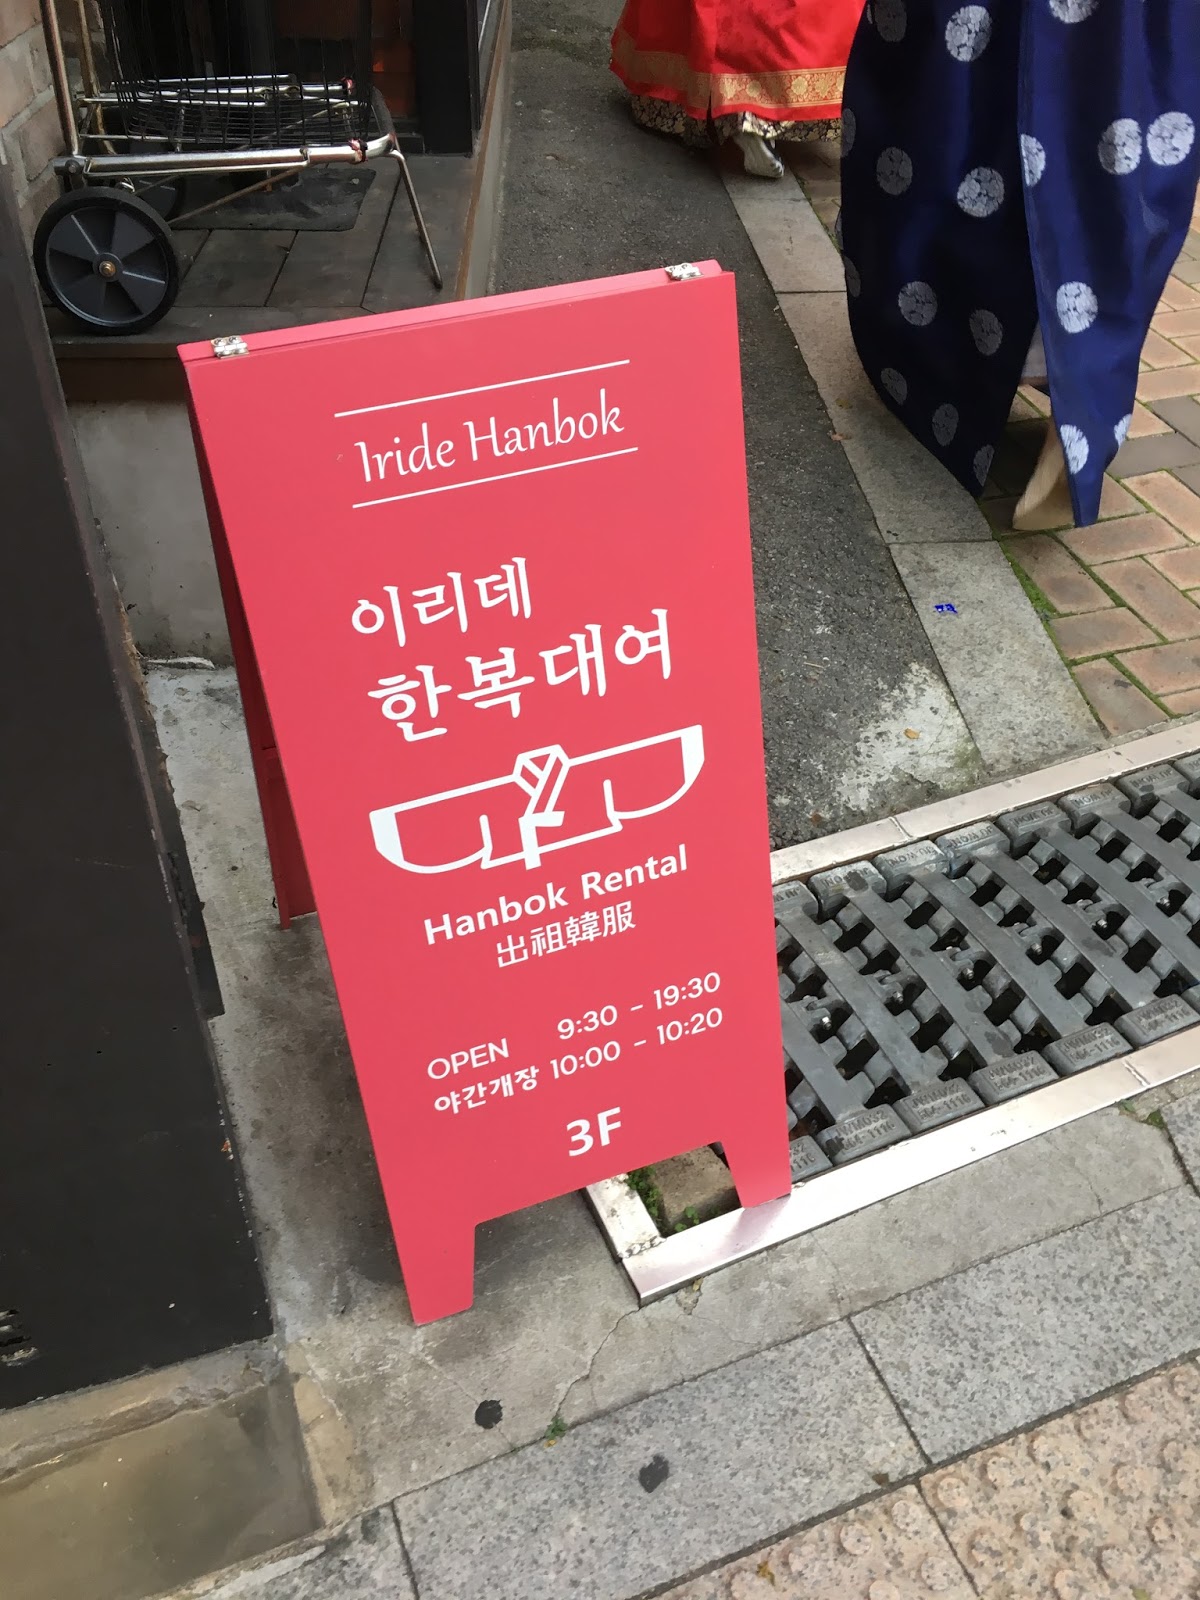 Iride Hanbok
이리데
한복대여
Hanbok Rental
出祖韓服
OPEN 9:30 - 19:30
야간개장 10:00 - 10:20
3F